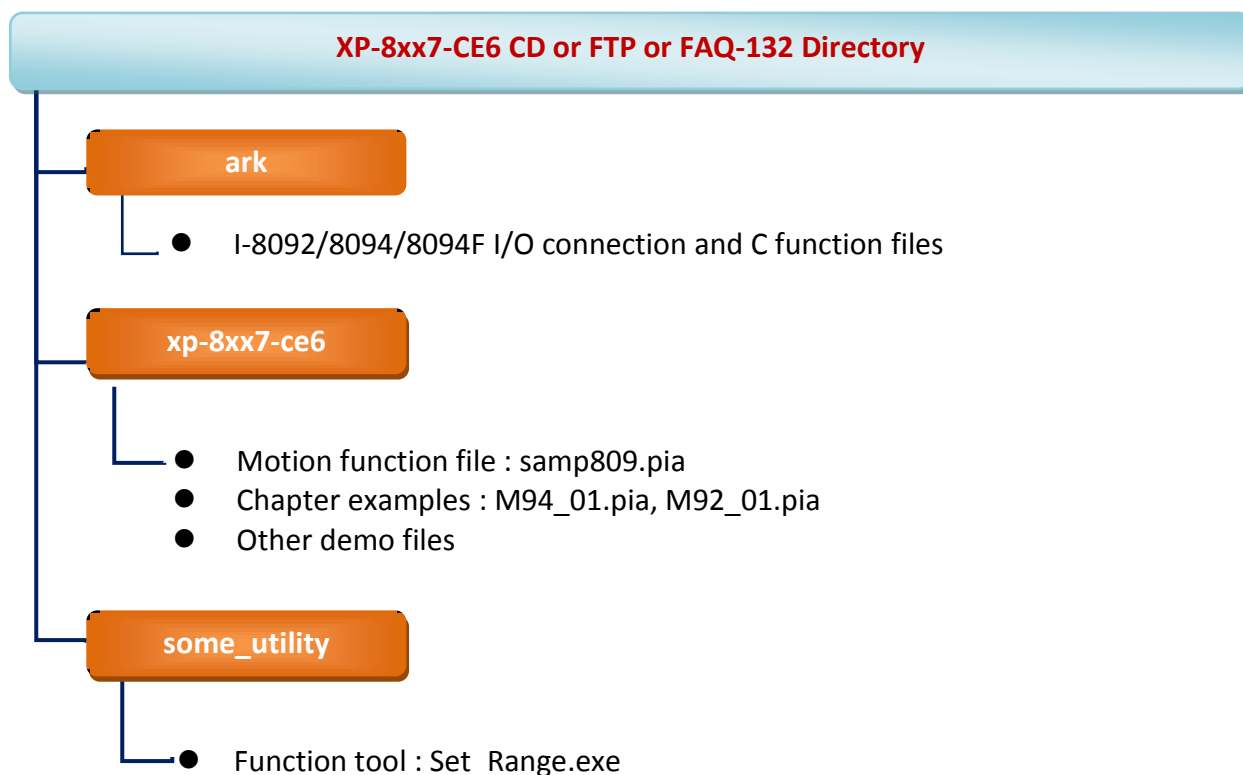 XP-8xx7-CE6 CD or FTP or FAQ-132 Directory
ark
● I-8092/8094/8094F I/O connection and C function files
xp-8xx7-ce6
● Motion function file : samp809.pia
● Chapter examples : M94_01.pia, M92_01.pia
● Other demo files
some_utility
● Function tool : Set_Range.exe